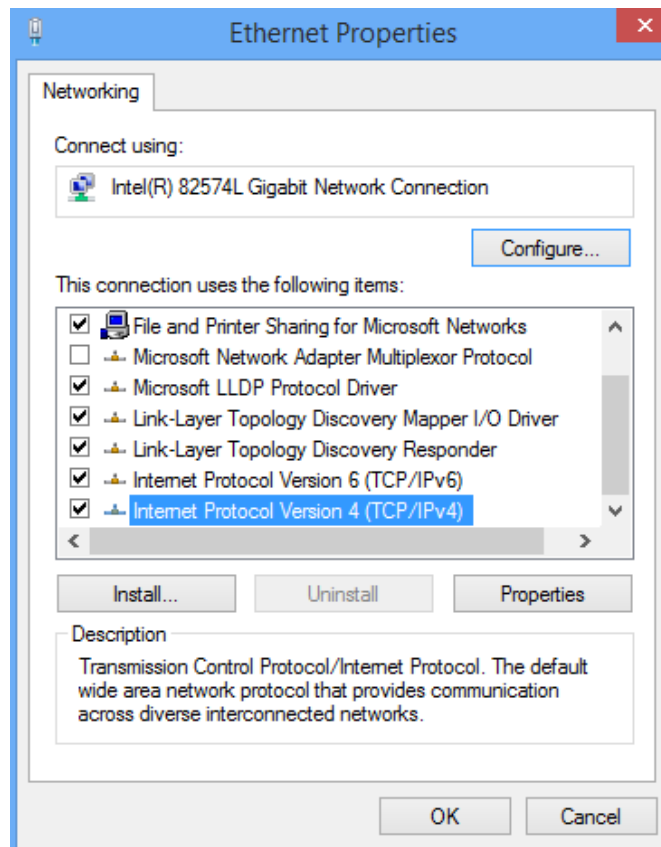 Ethernet Properties
Networking
Connect using:
Intel(R) 82574L Gigabit Network Connection
Configure...
This connection uses the following items:
File and Printer Sharing for Microsoft Networks
Microsoft Network Adapter Multiplexor Protocol
Microsoft LLDP Protocol Driver
Link-Layer Topology Discovery Mapper I/O Driver
Link-Layer Topology Discovery Responder
Internet Protocol Version 6 (TCP/IPv6)
Internet Protocol Version 4 (TCP/IPv4)
Install... Uninstall Properties
Description
Transmission Control Protocol/Internet Protocol. The default
wide area network protocol that provides communication
across diverse interconnected networks.
OK Cancel